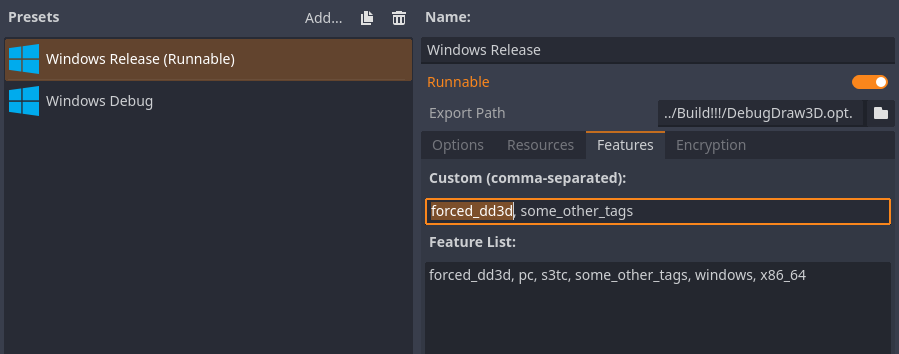 Presets
Add...
Windows Release (Runnable)
Windows Debug
Name:
Windows Release
Runnable
Export Path
../Build!!!/DebugDraw3D.opt.
Options Resources Features Encryption
Custom (comma-separated):
forced_dd3d, some_other_tags
Feature List:
forced_dd3d, pc, s3tc, some_other_tags, windows, x86_64